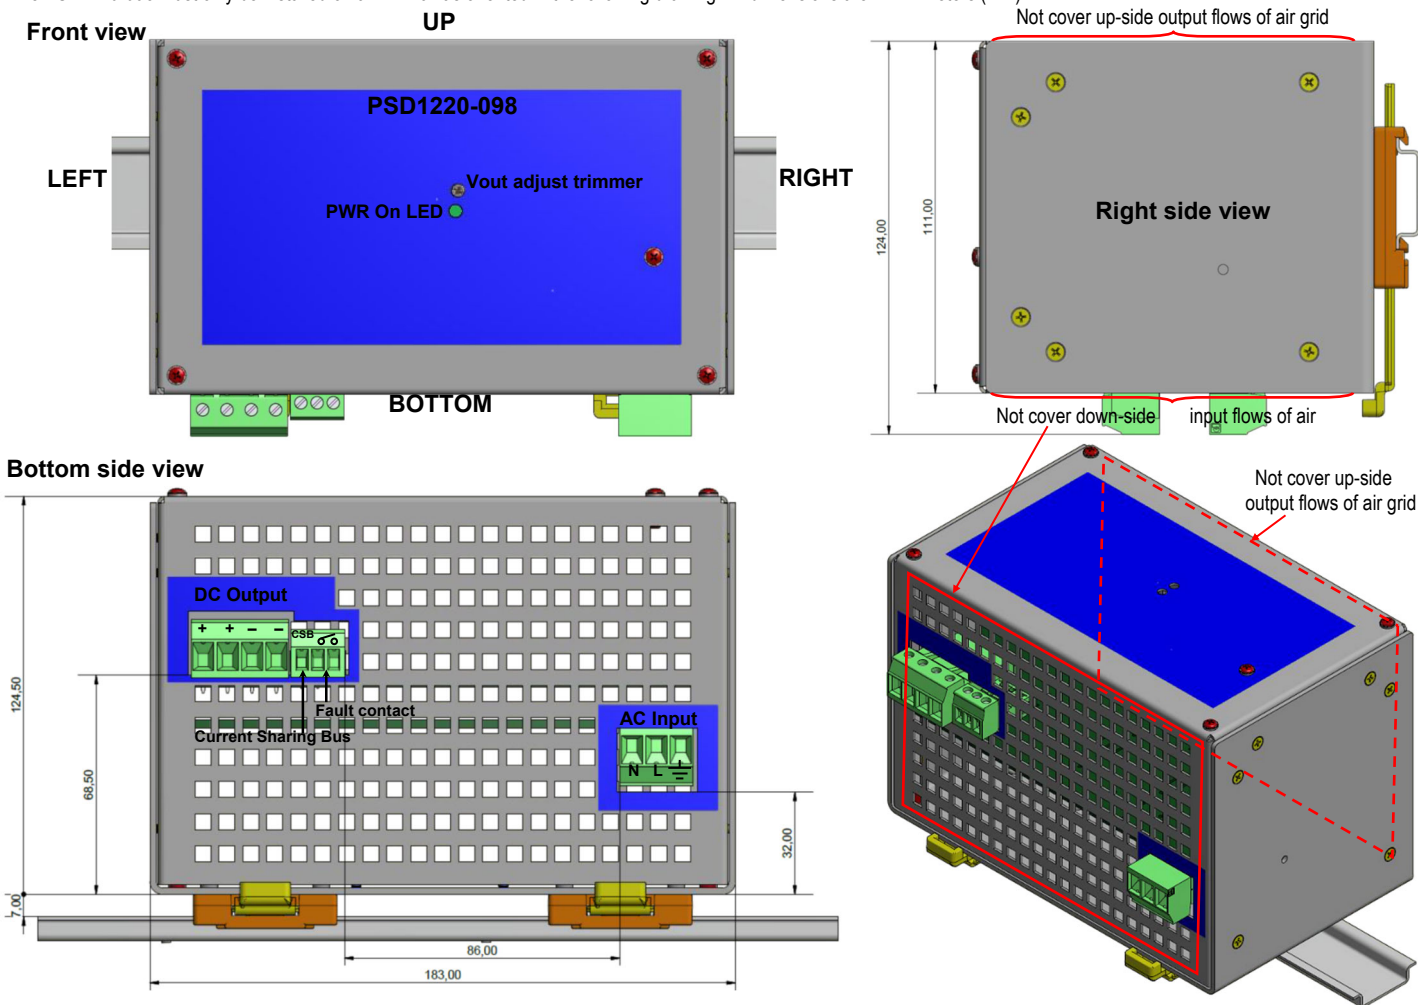 UP
Front view
PSD1220-098
LEFT
RIGHT
Vout adjust trimmer
PWR On LED
BOTTOM
Not cover up-side output flows of air grid
124,00
111,00
Right side view
Not cover down-side input flows of air
Bottom side view
Not cover up-side
output flows of air grid
DC Output
+ + − −
CSB
Fault contact
Current Sharing Bus
AC Input
N L
124,50
68,50
7,00
32,00
86,00
183,00